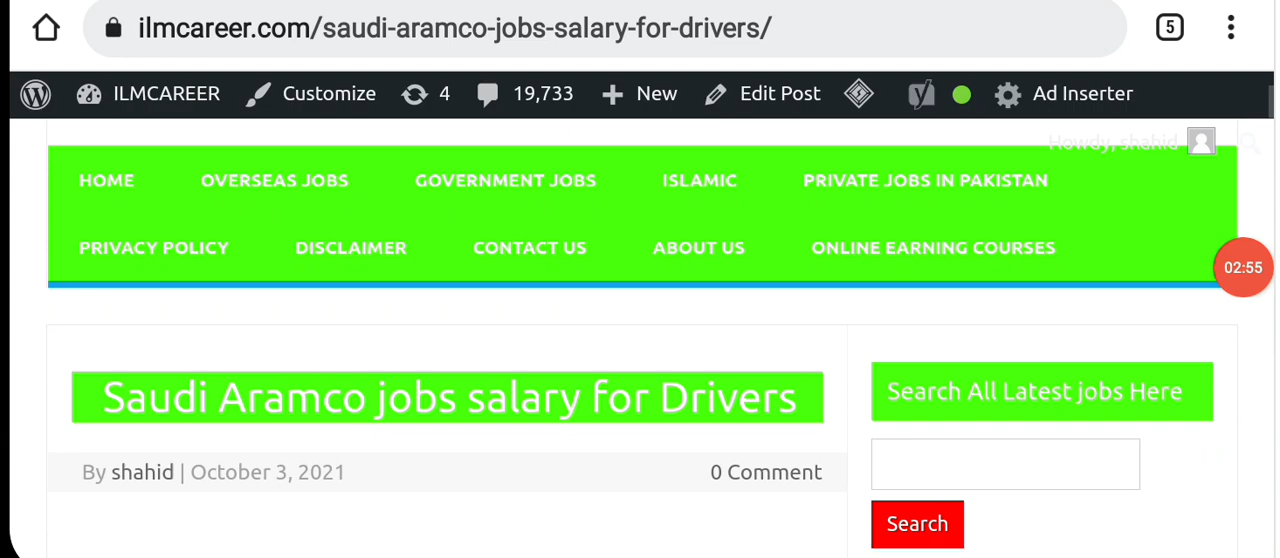 ilmcareer.com/saudi-aramco-jobs-salary-for-drivers/ 5
ILMCAREER Customize 4 19,733 New Edit Post Ad Inserter
Howdy, shahid
HOME OVERSEAS JOBS GOVERNMENT JOBS ISLAMIC PRIVATE JOBS IN PAKISTAN
PRIVACY POLICY DISCLAIMER CONTACT US ABOUT US ONLINE EARNING COURSES
02:55
Saudi Aramco jobs salary for Drivers
By shahid | October 3, 2021 0 Comment
Search All Latest jobs Here
Search